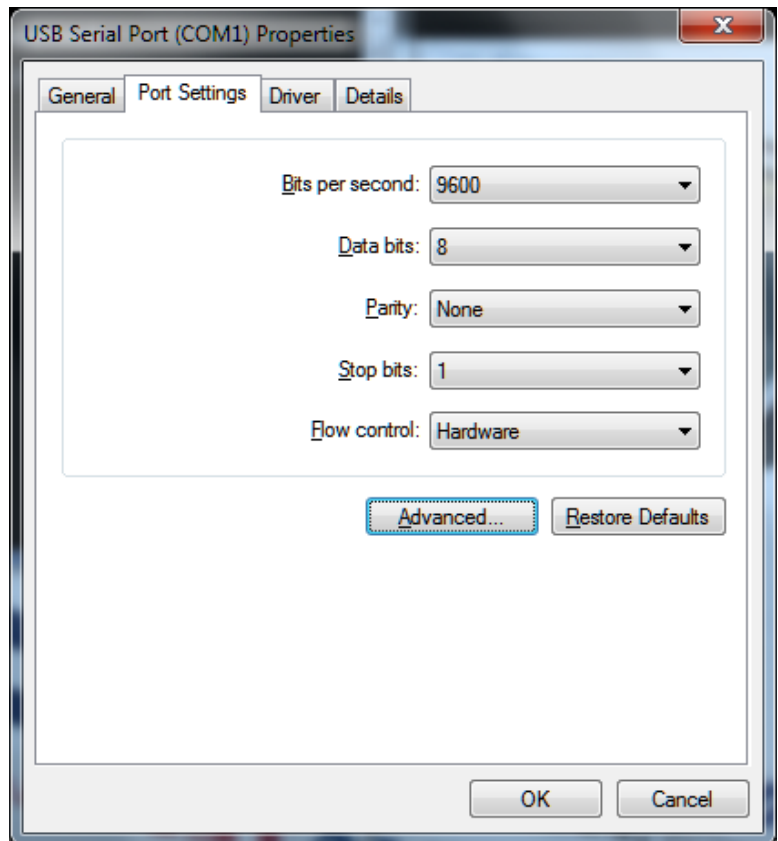 USB Serial Port (COM1) Properties
General Port Settings Driver Details
Bits per second: 9600
Data bits: 8
Parity: None
Stop bits: 1
Flow control: Hardware
Advanced... Restore Defaults
OK Cancel